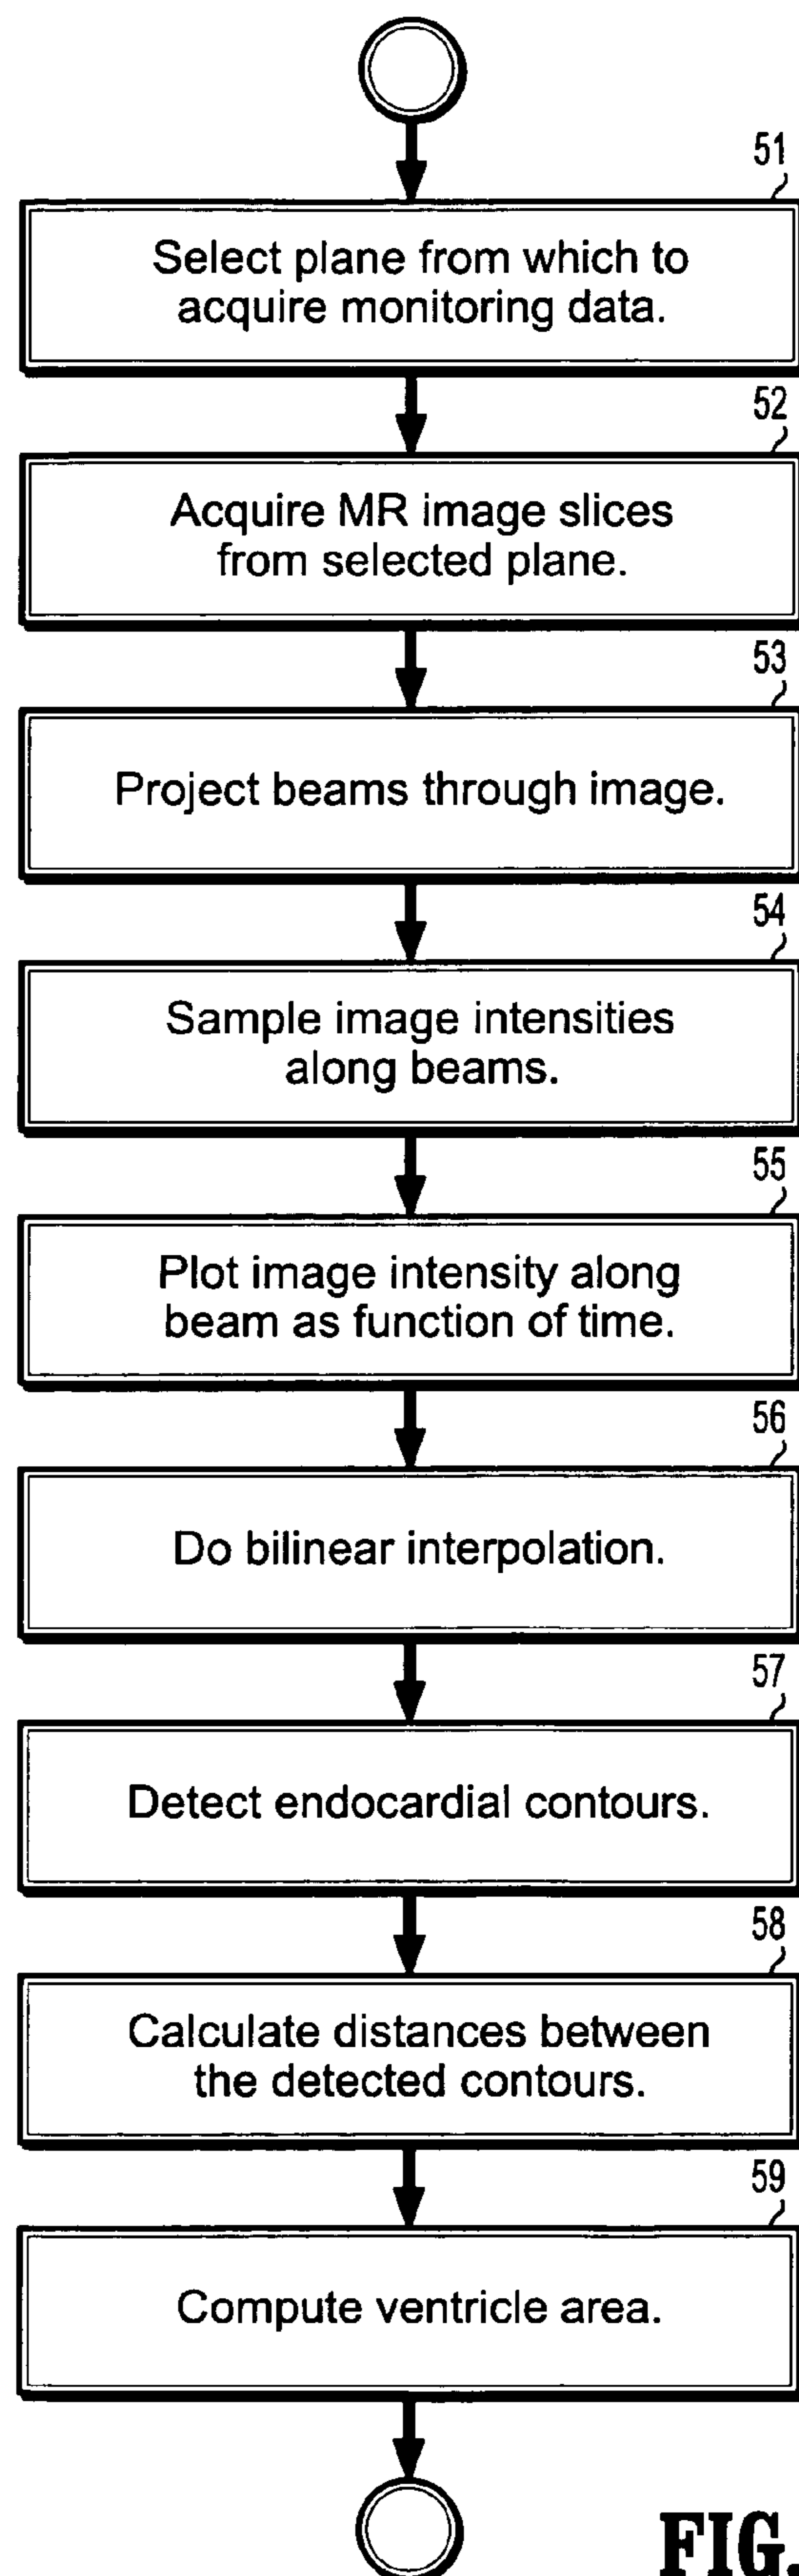 51
Select plane from which to
acquire monitoring data.
52
Acquire MR image slices
from selected plane.
53
Project beams through image.
54
Sample image intensities
along beams.
55
Plot image intensity along
beam as function of time.
56
Do bilinear interpolation.
57
Detect endocardial contours.
58
Calculate distances between
the detected contours.
59
Compute ventricle area.
FIG.